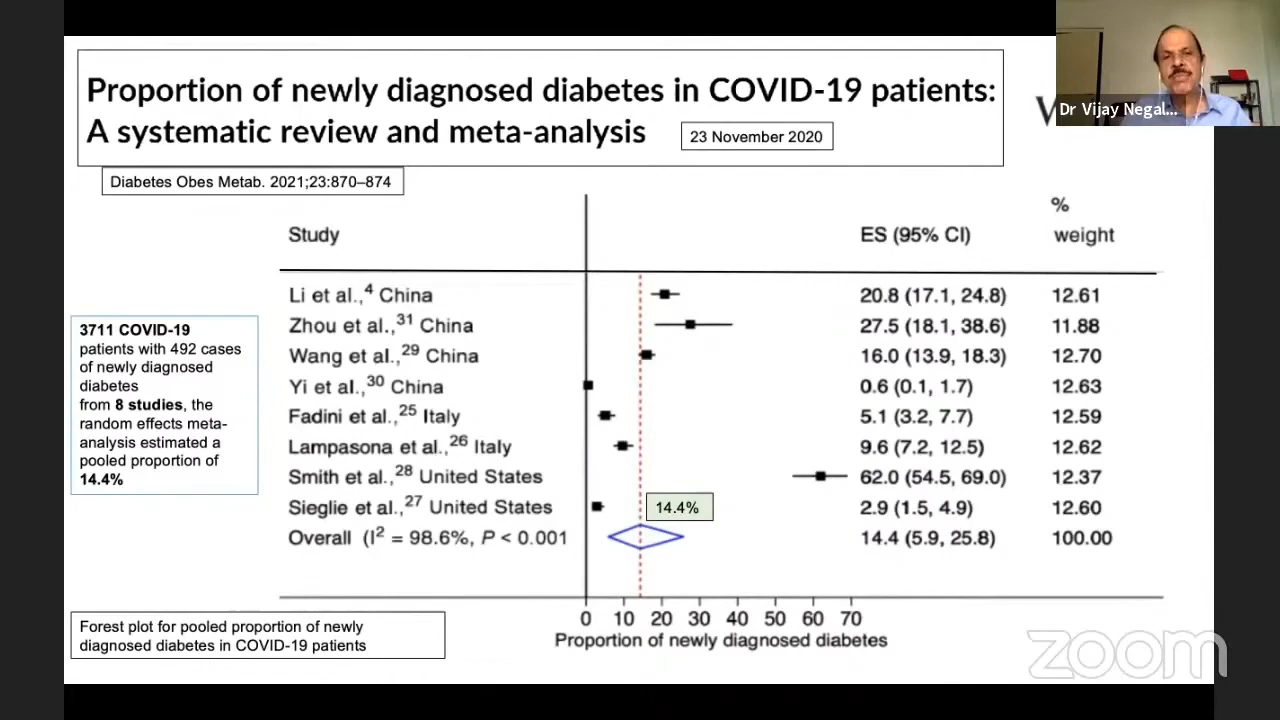 Proportion of newly diagnosed diabetes in COVID-19 patients:
A systematic review and meta-analysis
23 November 2020
Dr Vijay Negal...
Diabetes Obes Metab. 2021;23:870–874
Study ES (95% CI) % weight
Li et al.,4 China 20.8 (17.1, 24.8) 12.61
Zhou et al.,31 China 27.5 (18.1, 38.6) 11.88
Wang et al.,29 China 16.0 (13.9, 18.3) 12.70
Yi et al.,30 China 0.6 (0.1, 1.7) 12.63
Fadini et al.,25 Italy 5.1 (3.2, 7.7) 12.59
Lampasona et al.,26 Italy 9.6 (7.2, 12.5) 12.62
Smith et al.,28 United States 62.0 (54.5, 69.0) 12.37
Sieglie et al.,27 United States 2.9 (1.5, 4.9) 12.60
14.4%
Overall (I2 = 98.6%, P < 0.001 14.4 (5.9, 25.8) 100.00
0 10 20 30 40 50 60 70
Proportion of newly diagnosed diabetes
3711 COVID-19
patients with 492 cases
of newly diagnosed
diabetes
from 8 studies, the
random effects meta-
analysis estimated a
pooled proportion of
14.4%
Forest plot for pooled proportion of newly
diagnosed diabetes in COVID-19 patients
zoom